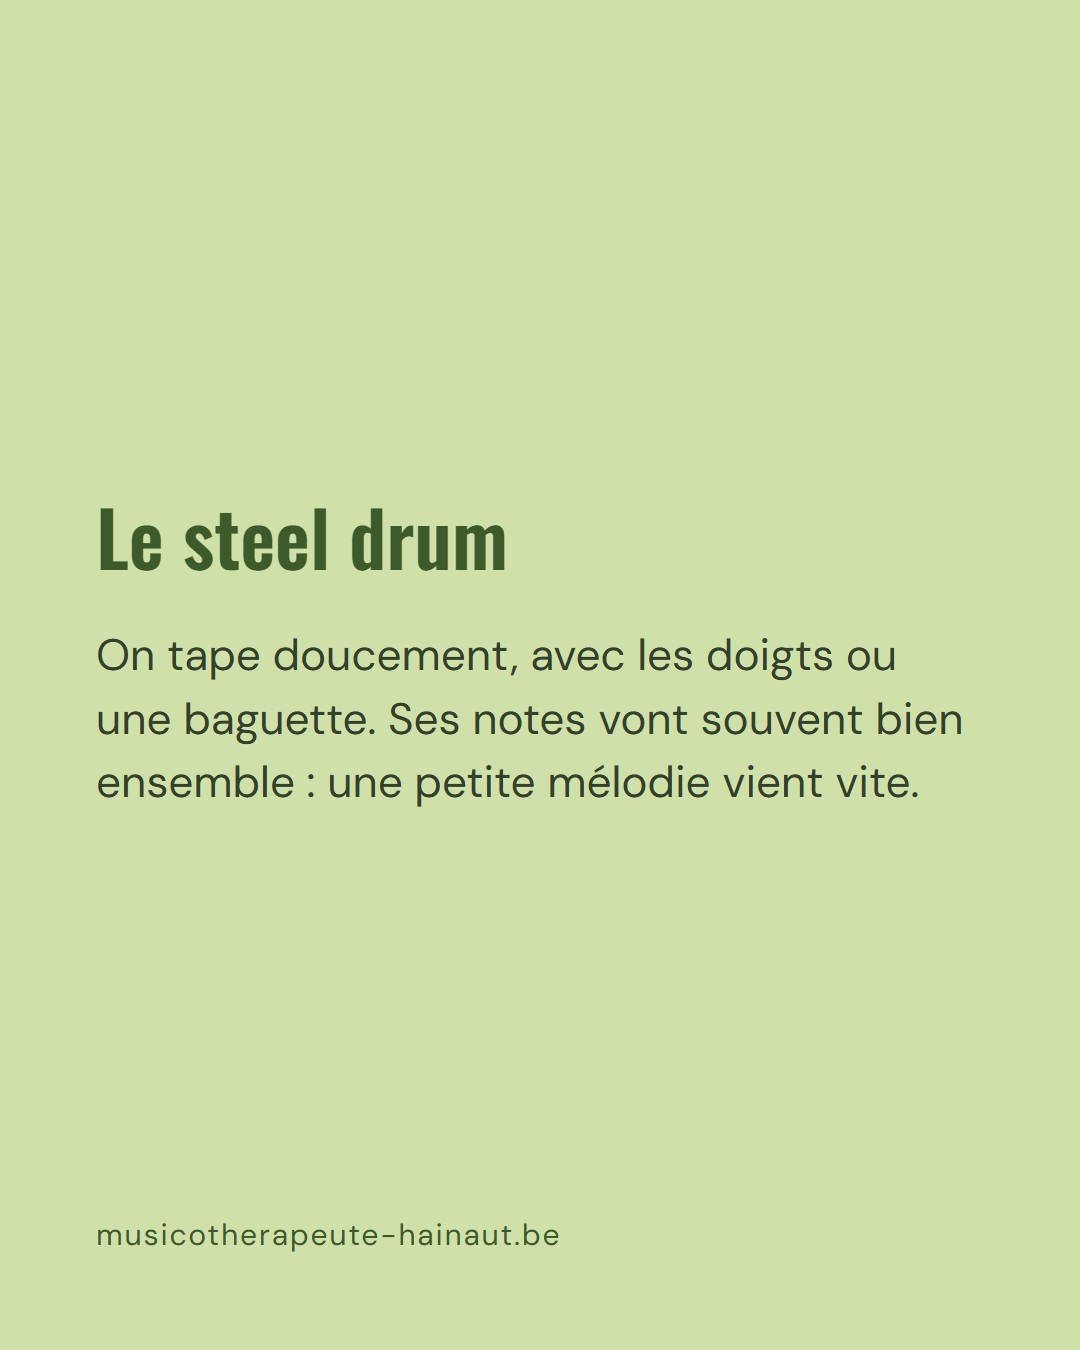 Le steel drum
On tape doucement, avec les doigts ou
une baguette. Ses notes vont souvent bien
ensemble : une petite mélodie vient vite.
musicotherapeute-hainaut.be